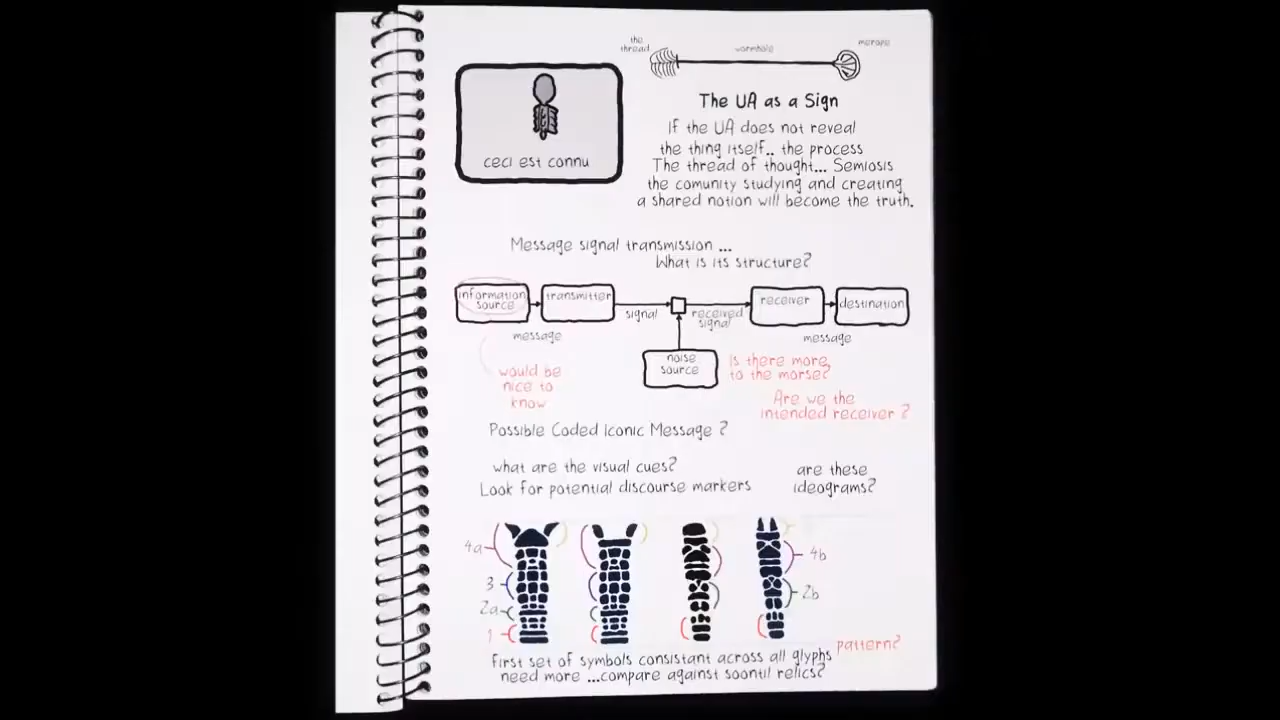 the
thread
wormhole
merope
The UA as a Sign
If the UA does not reveal
the thing itself.. the process
The thread of thought... Semiosis
the comunity studying and creating
a shared notion will become the truth.
ceci est connu
Message signal transmission ...
What is its structure?
information
source
transmitter
signal
received
signal
receiver
destination
message
message
noise
source
would be
nice to
know
Is there more
to the morse?
Are we the
intended receiver ?
Possible Coded Iconic Message ?
what are the visual cues?
Look for potential discourse markers
are these
ideograms?
4a
3
2a
1
4b
2b
pattern?
First set of symbols consistant across all glyphs
need more ...compare against soontil relics?